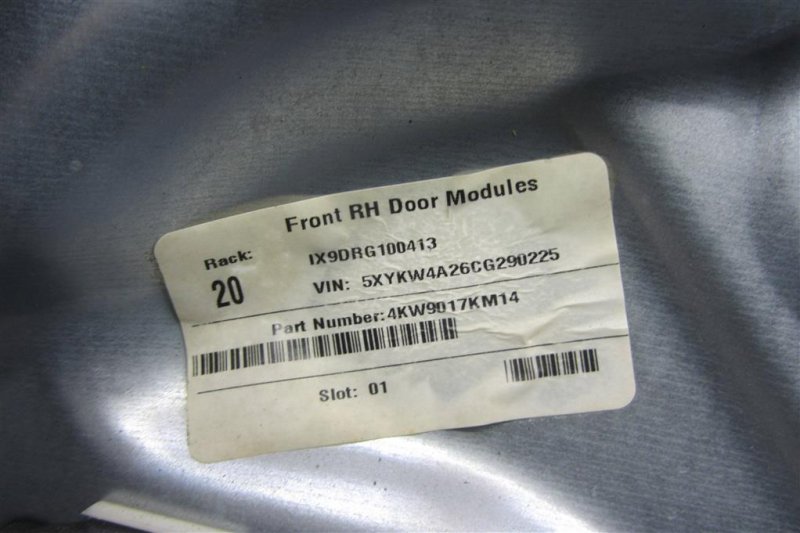 Front RH Door Modules
Rack: IX9DRG100413
20 VIN: 5XYKW4A26CG290225
Part Number:4KW9017KM14
Slot: 01